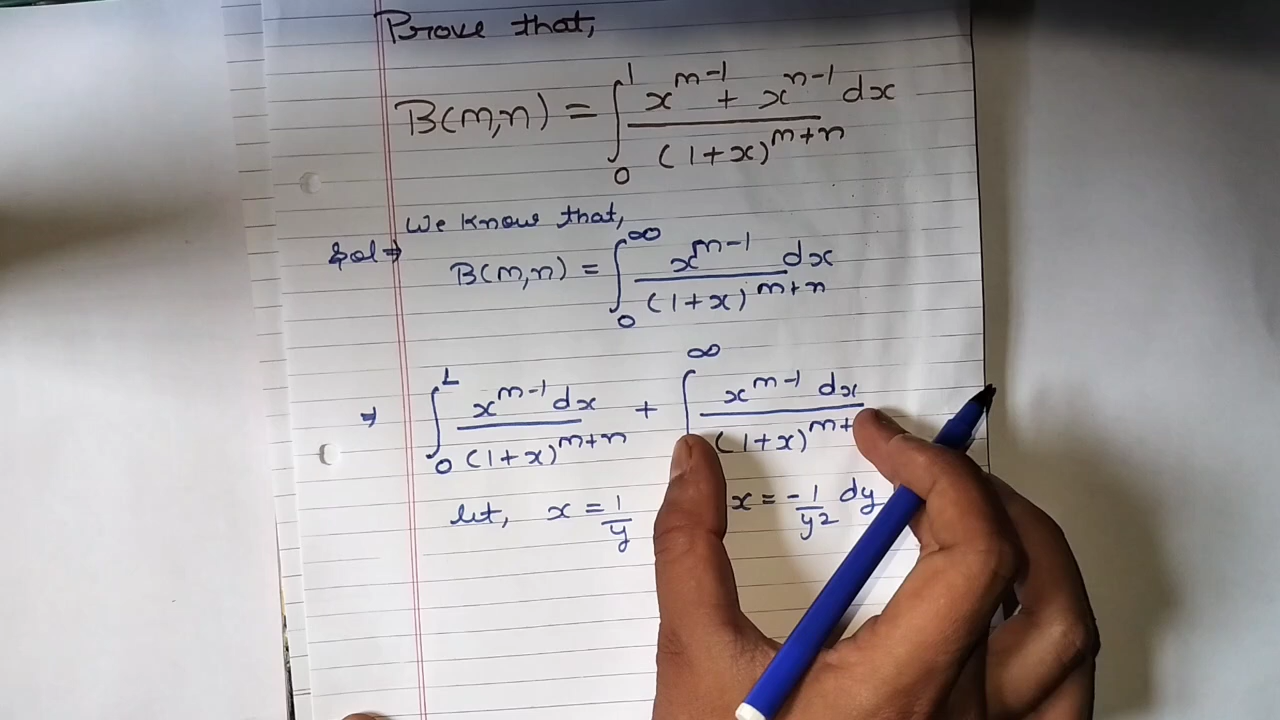 Prove that,
B(m,n) = ∫₀¹ x^(m-1) + x^(n-1) dx / (1+x)^(m+n)
We know that,
Sol → B(m,n) = ∫₀^∞ x^(m-1) dx / (1+x)^(m+n)
⇒ ∫₀¹ x^(m-1) dx / (1+x)^(m+n) + ∫^∞ x^(m-1) dx / (1+x)^(m+
let, x = 1/y x = -1/y² dy